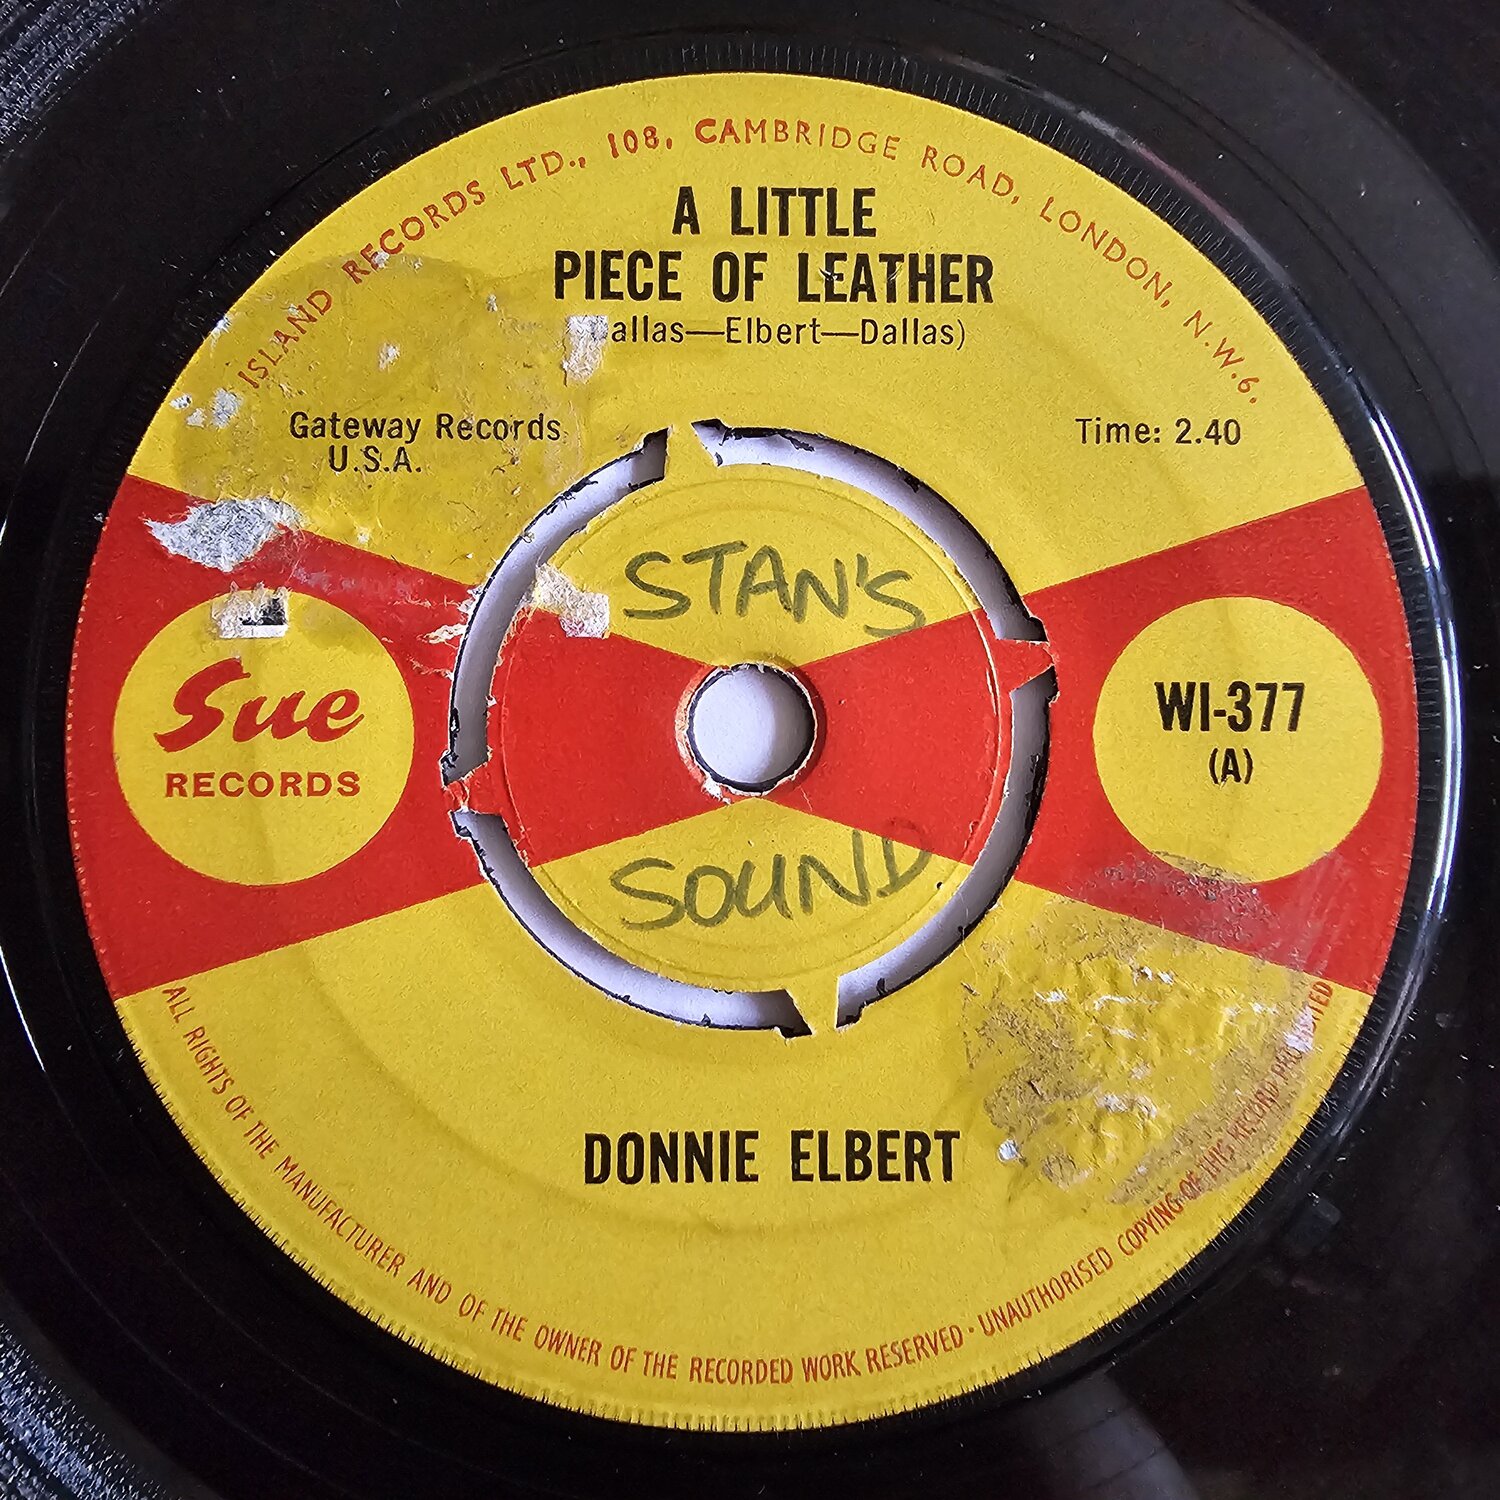 ISLAND RECORDS LTD., 108, CAMBRIDGE ROAD, LONDON, N.W.6.
A LITTLE
PIECE OF LEATHER
allas—Elbert—Dallas)
Gateway Records
U.S.A.
Time: 2.40
STAN'S
Sue
RECORDS
WI-377
(A)
SOUND
DONNIE ELBERT
ALL RIGHTS OF THE MANUFACTURER AND OF THE OWNER OF THE RECORDED WORK RESERVED · UNAUTHORISED COPYING OF THIS RECORD PROHIBITED